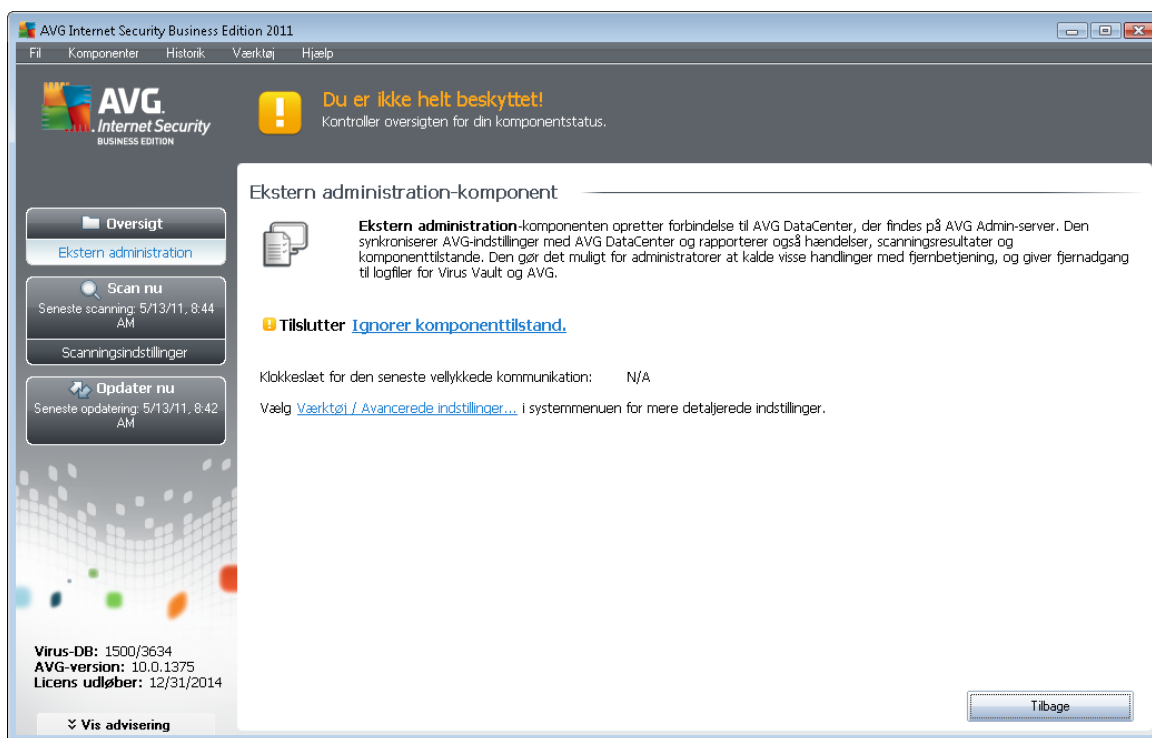 AVG Internet Security Business Edition 2011
Fil Komponenter Historik Værktøj Hjælp
AVG.
Internet Security
BUSINESS EDITION
Du er ikke helt beskyttet!
Kontroller oversigten for din komponentstatus.
Oversigt
Ekstern administration
Scan nu
Seneste scanning: 5/13/11, 8:44
AM
Scanningsindstillinger
Opdater nu
Seneste opdatering: 5/13/11, 8:42
AM
Virus-DB: 1500/3634
AVG-version: 10.0.1375
Licens udløber: 12/31/2014
Vis advisering
Ekstern administration-komponent
Ekstern administration-komponenten opretter forbindelse til AVG DataCenter, der findes på AVG Admin-server. Den
synkroniserer AVG-indstillinger med AVG DataCenter og rapporterer også hændelser, scanningsresultater og
komponenttilstande. Den gør det muligt for administratorer at kalde visse handlinger med fjernbetjening, og giver fjernadgang
til logfiler for Virus Vault og AVG.
Tilslutter Ignorer komponenttilstand.
Klokkeslæt for den seneste vellykkede kommunikation: N/A
Vælg Værktøj / Avancerede indstillinger... i systemmenuen for mere detaljerede indstillinger.
Tilbage